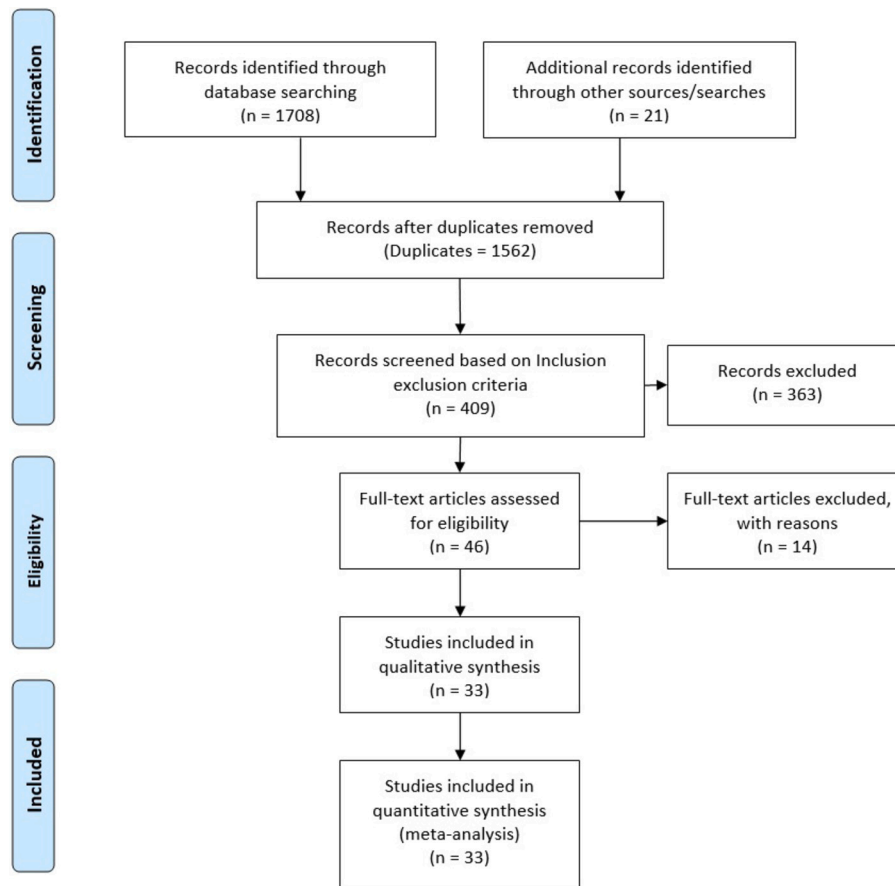 Identification
Records identified through
database searching
(n = 1708)
Additional records identified
through other sources/searches
(n = 21)
Records after duplicates removed
(Duplicates = 1562)
Screening
Records screened based on Inclusion
exclusion criteria
(n = 409)
Records excluded
(n = 363)
Eligibility
Full-text articles assessed
for eligibility
(n = 46)
Full-text articles excluded,
with reasons
(n = 14)
Studies included in
qualitative synthesis
(n = 33)
Included
Studies included in
quantitative synthesis
(meta-analysis)
(n = 33)